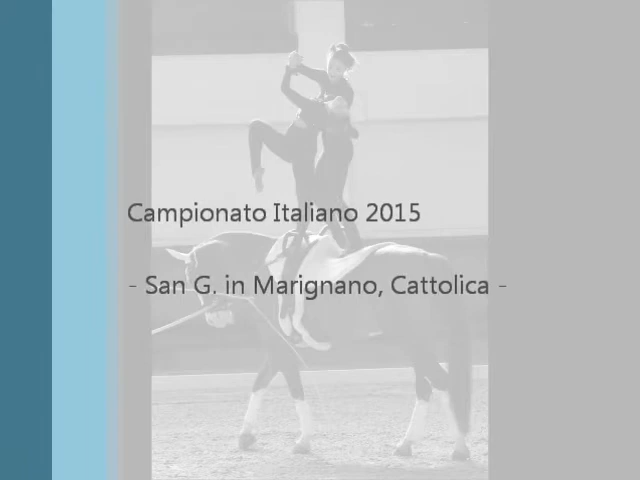 Campionato Italiano 2015
- San G. in Marignano, Cattolica -